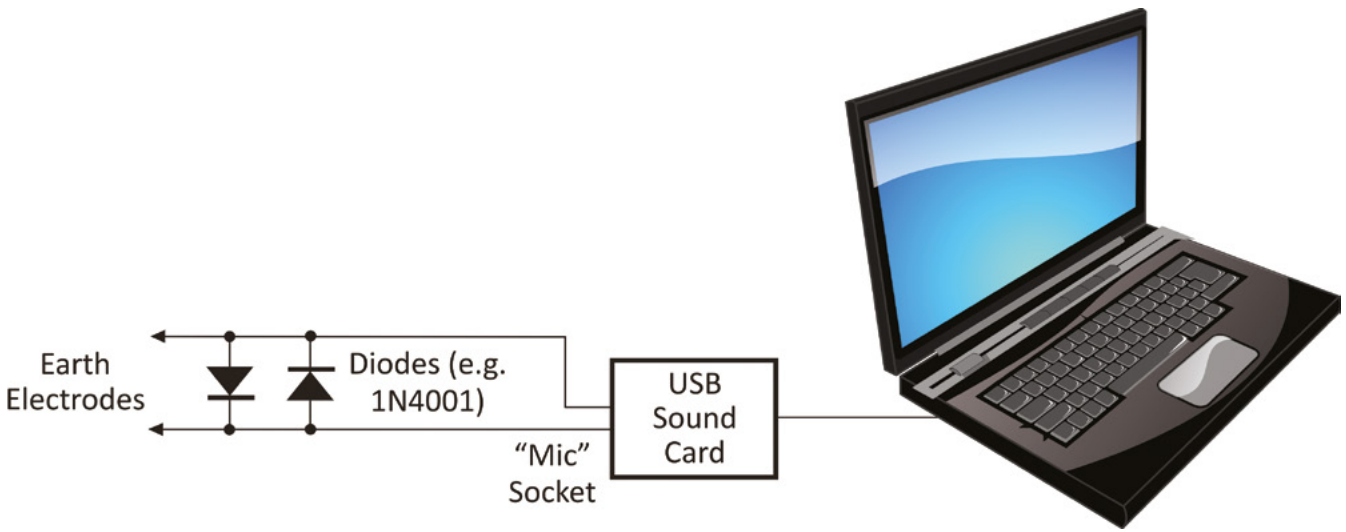 Earth
Electrodes
Diodes (e.g.
1N4001)
“Mic”
Socket
USB
Sound
Card